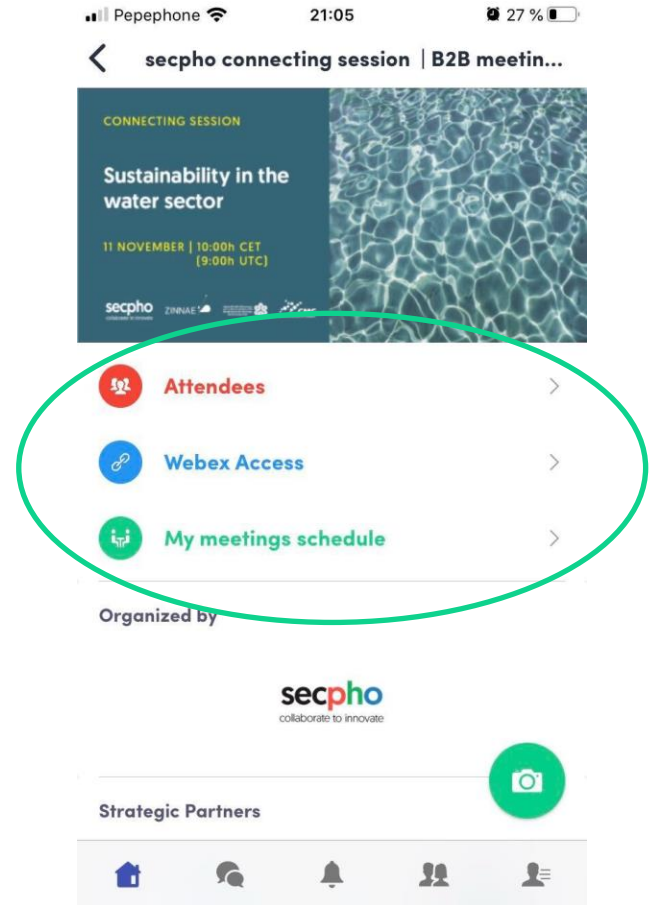 Pepephone 21:05 27 %
secpho connecting session | B2B meetin...
CONNECTING SESSION
Sustainability in the
water sector
11 NOVEMBER | 10:00h CET
(9:00h UTC)
secpho ZINNAE
Attendees
Webex Access
My meetings schedule
Organized by
secpho
collaborate to innovate
Strategic Partners